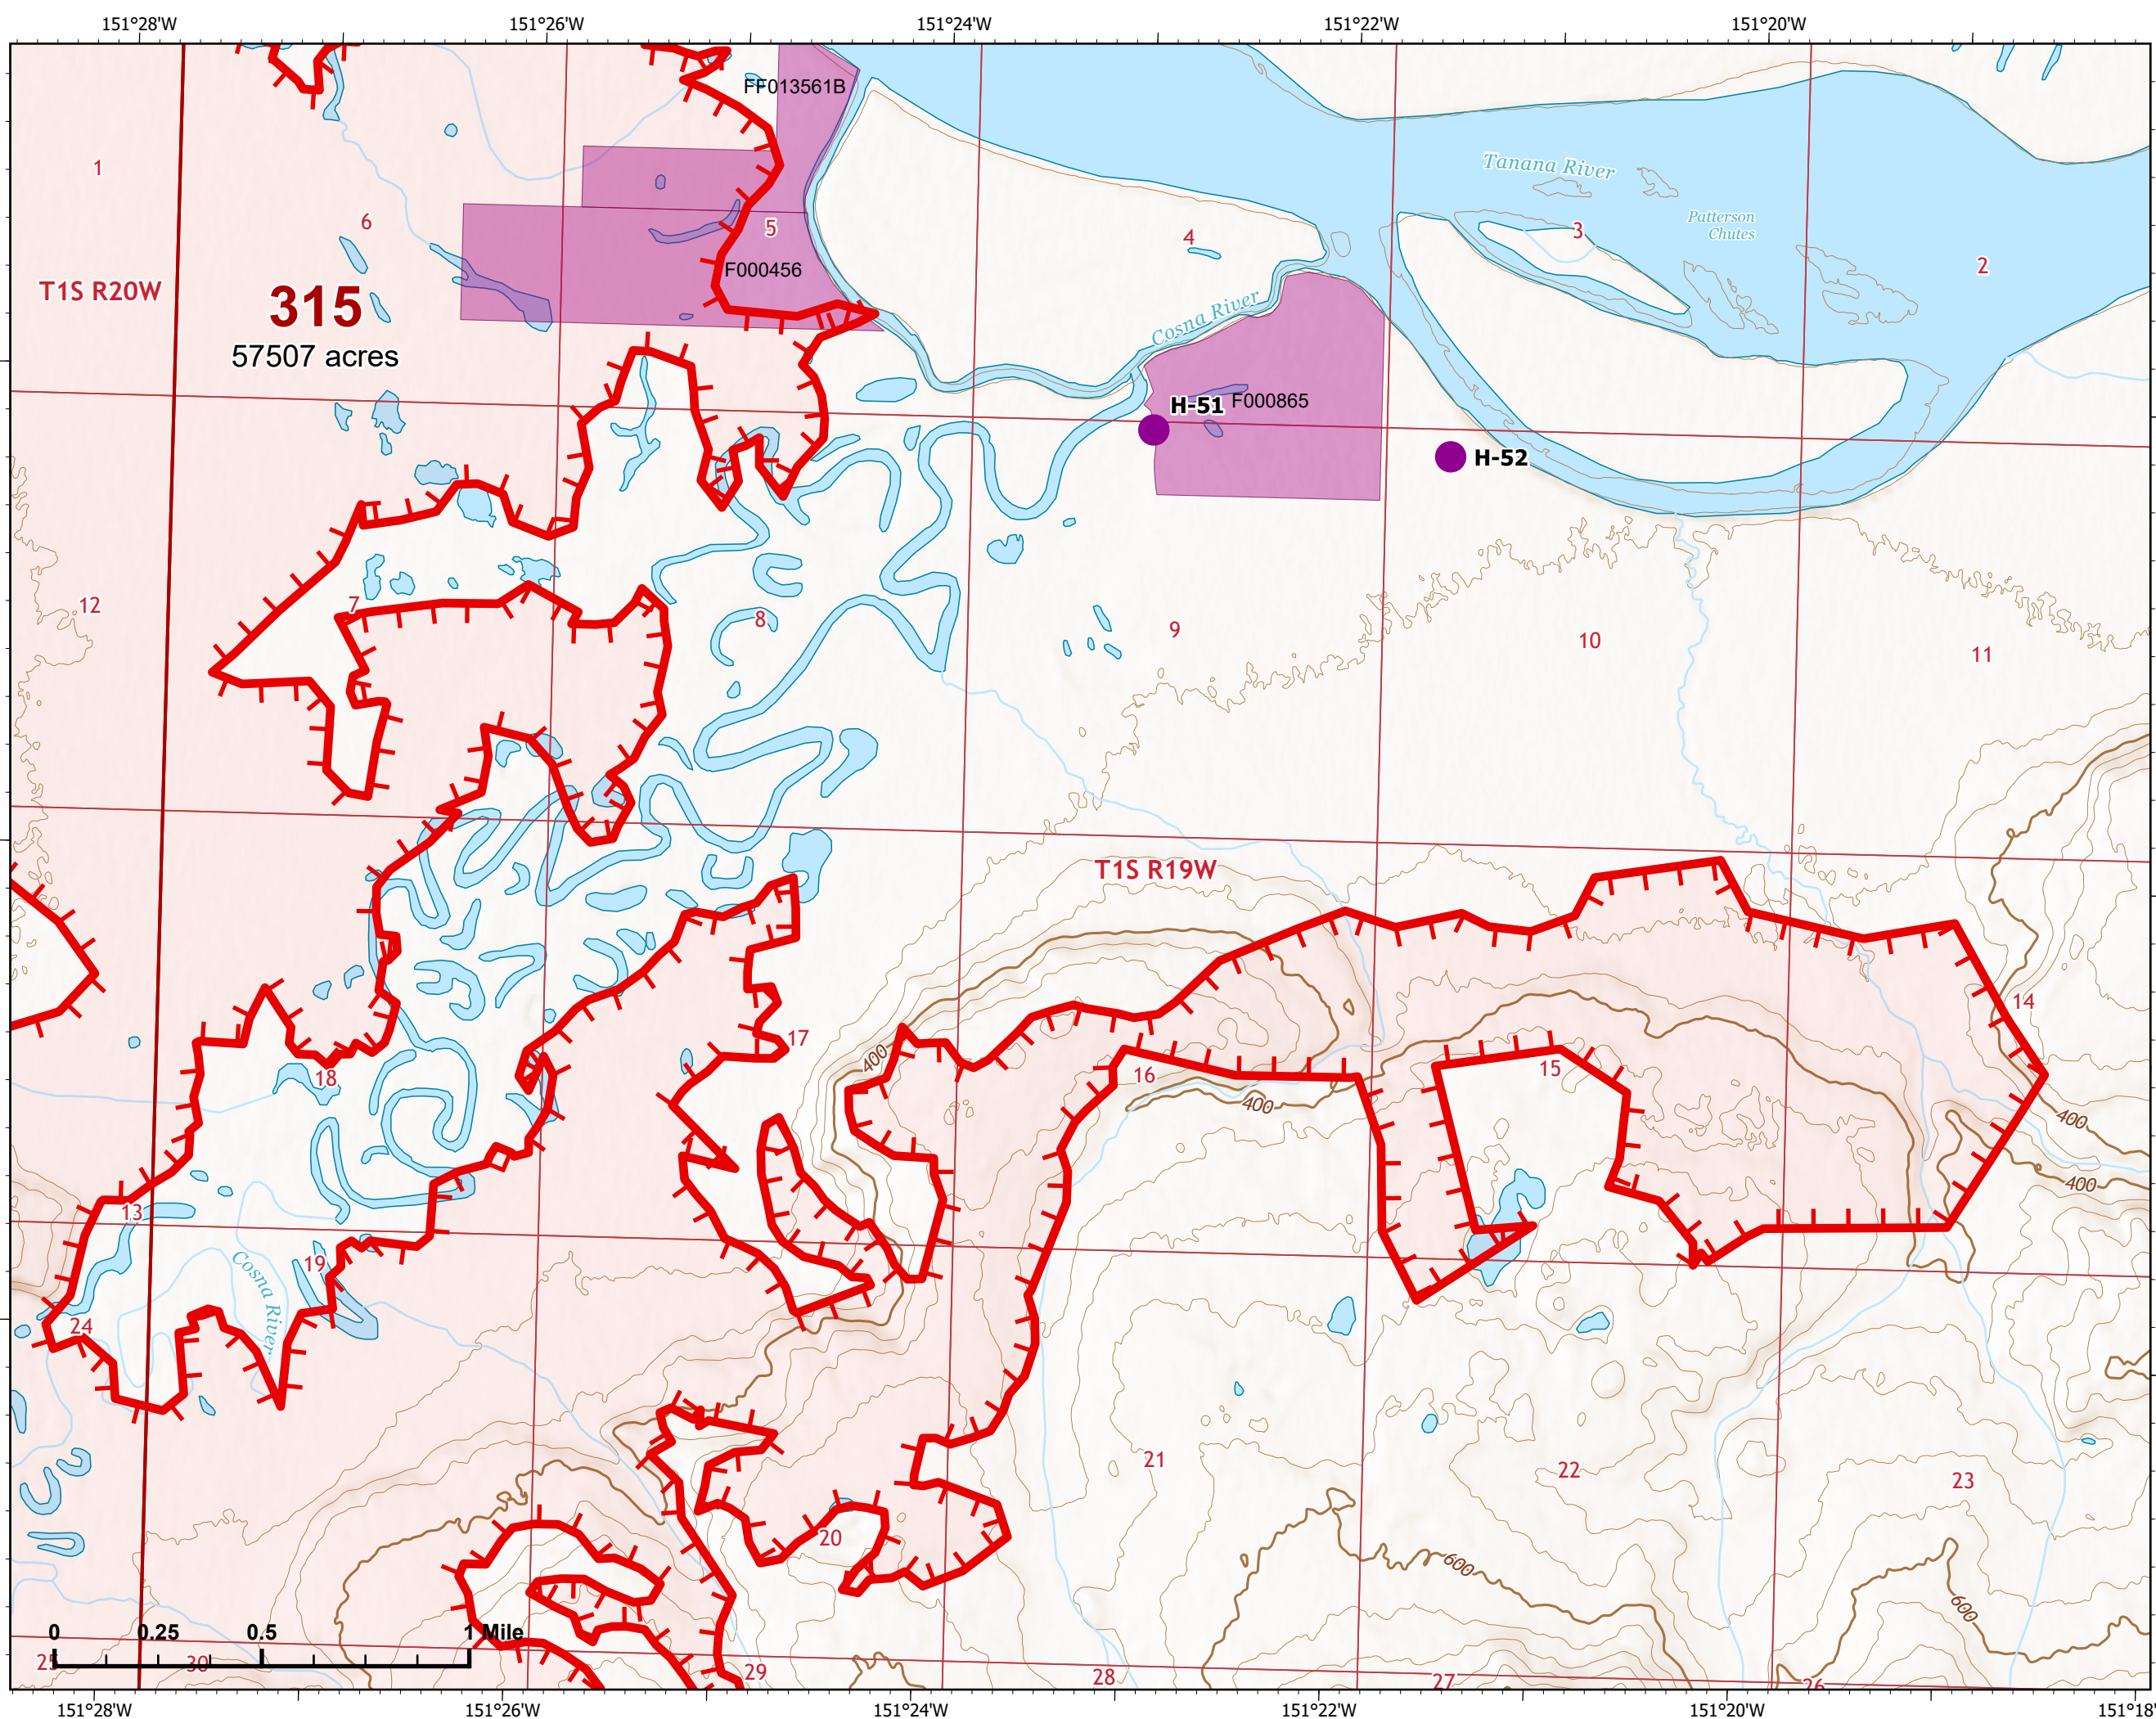 151°28'W 151°26'W 151°24'W 151°22'W 151°20'W
FF013561B
1
Tanana River
6
5
4
3
Patterson
Chutes
2
F000456
T1S R20W
315
57507 acres
Cosna River
F000865
H-51
H-52
12
7
8
9
10
11
T1S R19W
14
17
400
16
15
18
400
400
400
13
19
Cosna River
24
21
22
23
20
600
600
0 0.25 0.5 1 Mile
25
30
29
28
27
26
151°28'W 151°26'W 151°24'W 151°22'W 151°20'W 151°18'